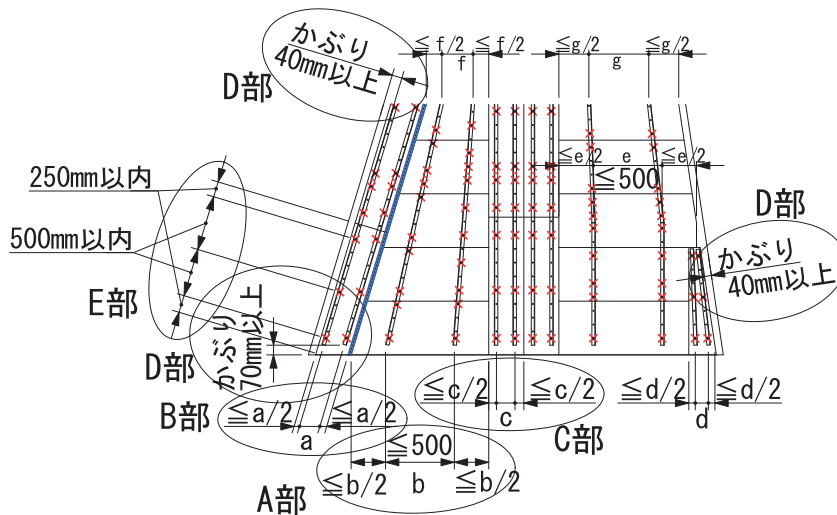 かぶり
40mm以上
D部
≦f/2
f
≦f/2
≦g/2
g
≦g/2
≦e/2
e
≦e/2
≦500
250mm以内
500mm以内
E部
D部
かぶり
40mm以上
D部
かぶり
70mm以上
B部
≦a/2
a
≦a/2
≦c/2
c
≦c/2
C部
≦d/2
d
≦d/2
≦500
≦b/2
b
≦b/2
A部